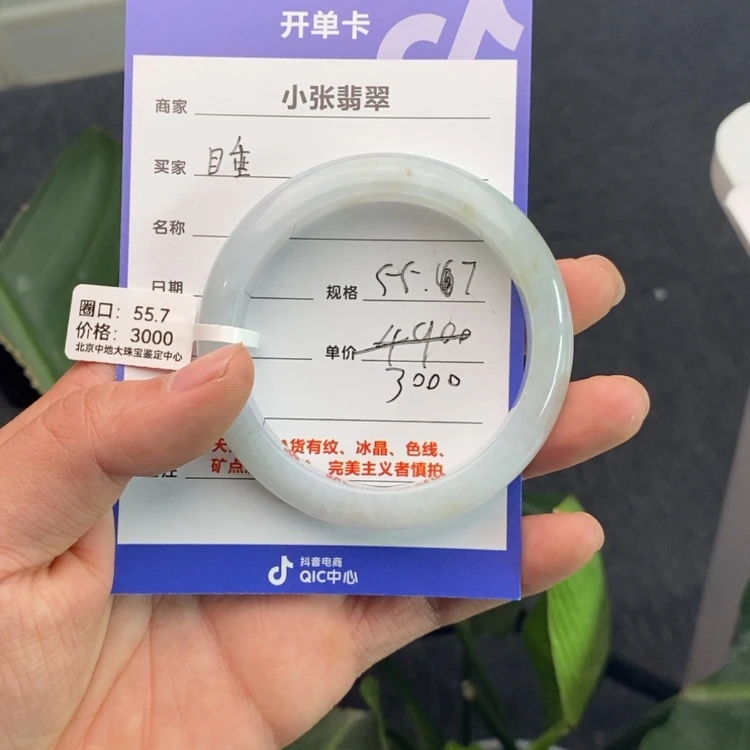 开单卡
商家 小张翡翠
买家 睡
名称
日期
规格 55.7
单价 4900
3000
圈口: 55.7
价格: 3000
北京中地大珠宝鉴定中心
货有纹、冰晶、色线、
矿点 完美主义者慎拍
注
抖音电商
QIC中心